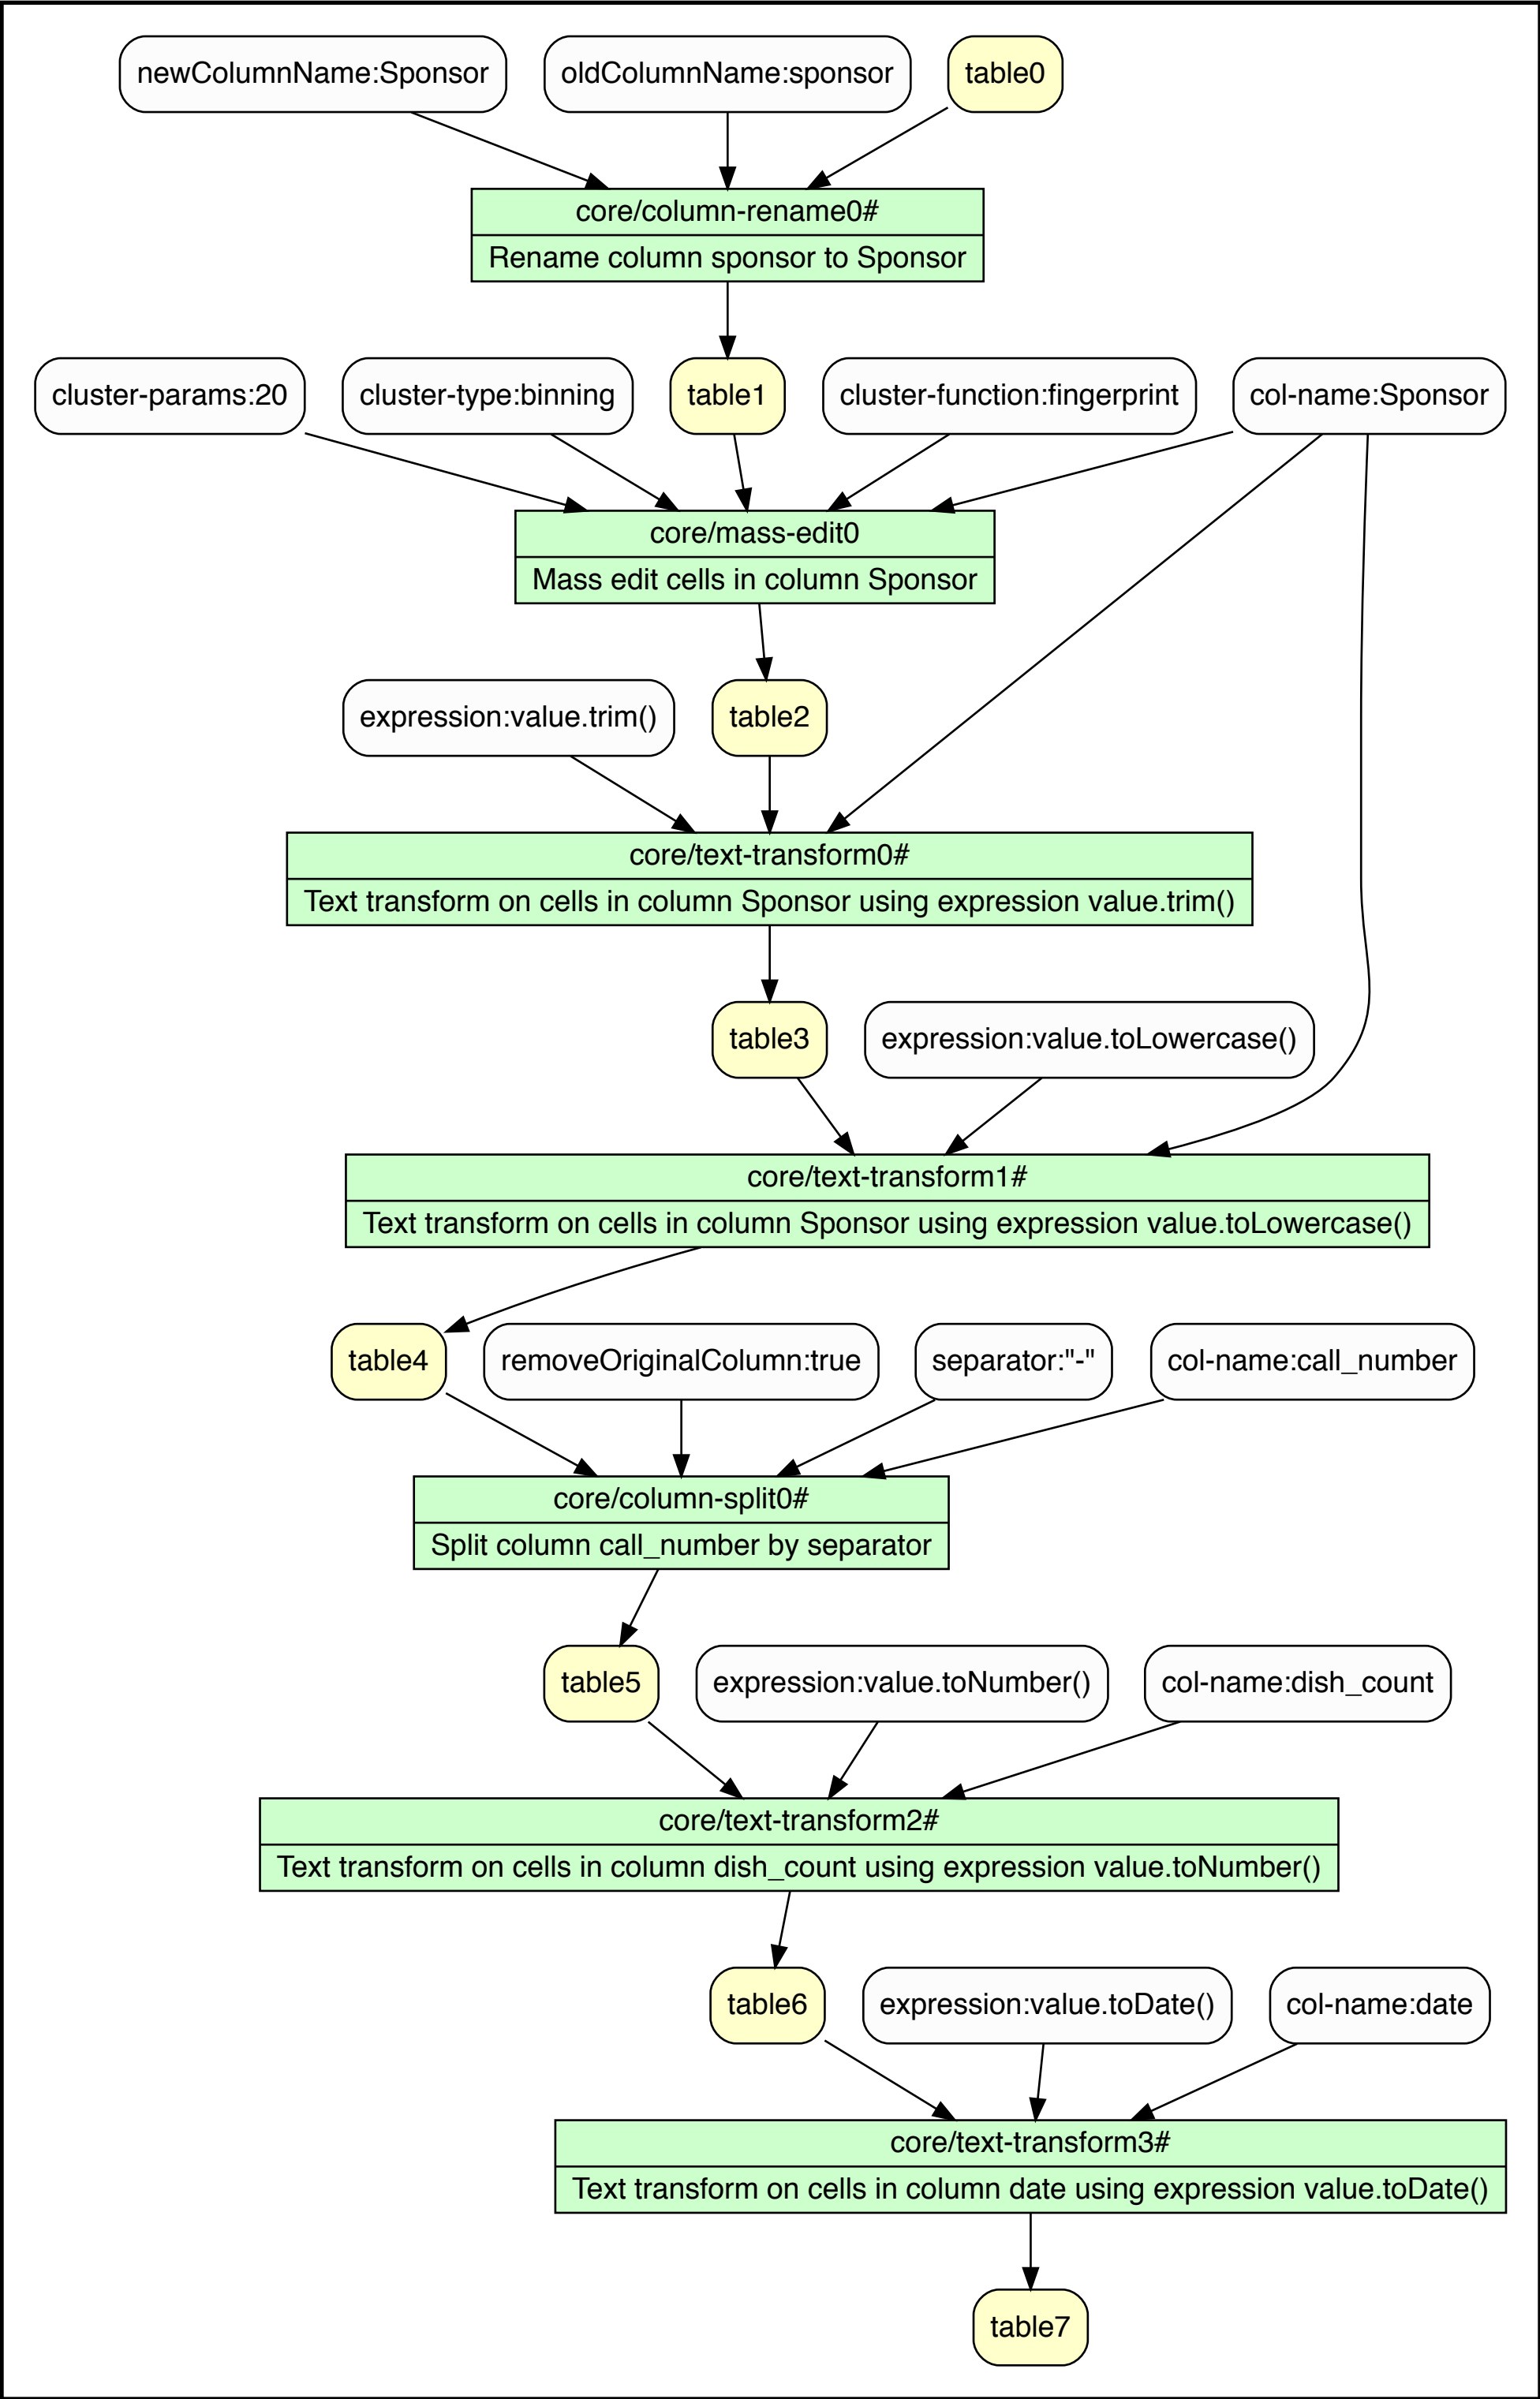 newColumnName:Sponsor
oldColumnName:sponsor
table0
core/column-rename0#
Rename column sponsor to Sponsor
cluster-params:20
cluster-type:binning
table1
cluster-function:fingerprint
col-name:Sponsor
core/mass-edit0
Mass edit cells in column Sponsor
expression:value.trim()
table2
core/text-transform0#
Text transform on cells in column Sponsor using expression value.trim()
table3
expression:value.toLowercase()
core/text-transform1#
Text transform on cells in column Sponsor using expression value.toLowercase()
table4
removeOriginalColumn:true
separator:"-"
col-name:call_number
core/column-split0#
Split column call_number by separator
table5
expression:value.toNumber()
col-name:dish_count
core/text-transform2#
Text transform on cells in column dish_count using expression value.toNumber()
table6
expression:value.toDate()
col-name:date
core/text-transform3#
Text transform on cells in column date using expression value.toDate()
table7